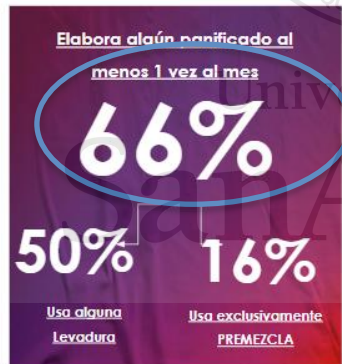 Elabora algún panificado al
menos 1 vez al mes
66%
50%
16%
Usa alguna
Levadura
Usa exclusivamente
PREMEZCLA